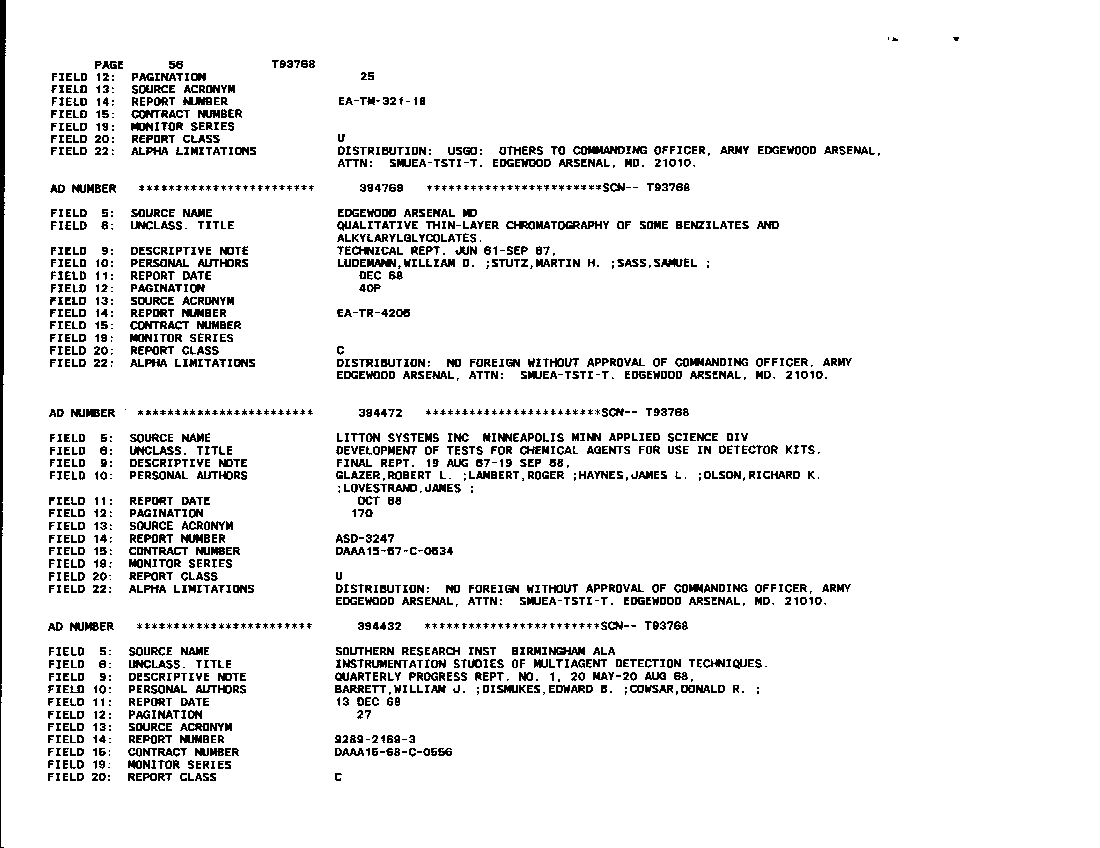 PAGE 56 T93768
FIELD 12: PAGINATION 25
FIELD 13: SOURCE ACRONYM
FIELD 14: REPORT NUMBER EA-TM-321-18
FIELD 15: CONTRACT NUMBER
FIELD 19: MONITOR SERIES
FIELD 20: REPORT CLASS U
FIELD 22: ALPHA LIMITATIONS DISTRIBUTION: USGO: OTHERS TO COMMANDING OFFICER, ARMY EDGEWOOD ARSENAL,
ATTN: SMUEA-TSTI-T. EDGEWOOD ARSENAL, MD. 21010.
AD NUMBER ************************ 394769 ************************SCN-- T93768
FIELD 5: SOURCE NAME EDGEWOOD ARSENAL MD
FIELD 6: UNCLASS. TITLE QUALITATIVE THIN-LAYER CHROMATOGRAPHY OF SOME BENZILATES AND
ALKYLARYLGLYCOLATES.
FIELD 9: DESCRIPTIVE NOTE TECHNICAL REPT. JUN 61-SEP 67,
FIELD 10: PERSONAL AUTHORS LUDEMANN,WILLIAM D. ;STUTZ,MARTIN H. ;SASS,SAMUEL ;
FIELD 11: REPORT DATE DEC 68
FIELD 12: PAGINATION 40P
FIELD 13: SOURCE ACRONYM
FIELD 14: REPORT NUMBER EA-TR-4206
FIELD 15: CONTRACT NUMBER
FIELD 19: MONITOR SERIES
FIELD 20: REPORT CLASS C
FIELD 22: ALPHA LIMITATIONS DISTRIBUTION: NO FOREIGN WITHOUT APPROVAL OF COMMANDING OFFICER, ARMY
EDGEWOOD ARSENAL, ATTN: SMUEA-TSTI-T. EDGEWOOD ARSENAL, MD. 21010.
AD NUMBER ************************ 394472 ************************SCN-- T93768
FIELD 5: SOURCE NAME LITTON SYSTEMS INC MINNEAPOLIS MINN APPLIED SCIENCE DIV
FIELD 6: UNCLASS. TITLE DEVELOPMENT OF TESTS FOR CHEMICAL AGENTS FOR USE IN DETECTOR KITS.
FIELD 9: DESCRIPTIVE NOTE FINAL REPT. 19 AUG 67-19 SEP 68,
FIELD 10: PERSONAL AUTHORS GLAZER,ROBERT L. ;LAMBERT,ROGER ;HAYNES,JAMES L. ;OLSON,RICHARD K.
;LOVESTRAND,JAMES ;
FIELD 11: REPORT DATE OCT 68
FIELD 12: PAGINATION 170
FIELD 13: SOURCE ACRONYM
FIELD 14: REPORT NUMBER ASD-3247
FIELD 15: CONTRACT NUMBER DAAA15-67-C-0634
FIELD 19: MONITOR SERIES
FIELD 20: REPORT CLASS U
FIELD 22: ALPHA LIMITATIONS DISTRIBUTION: NO FOREIGN WITHOUT APPROVAL OF COMMANDING OFFICER, ARMY
EDGEWOOD ARSENAL, ATTN: SMUEA-TSTI-T. EDGEWOOD ARSENAL, MD. 21010.
AD NUMBER ************************ 394432 ************************SCN-- T93768
FIELD 5: SOURCE NAME SOUTHERN RESEARCH INST BIRMINGHAM ALA
FIELD 6: UNCLASS. TITLE INSTRUMENTATION STUDIES OF MULTIAGENT DETECTION TECHNIQUES.
FIELD 9: DESCRIPTIVE NOTE QUARTERLY PROGRESS REPT. NO. 1, 20 MAY-20 AUG 68,
FIELD 10: PERSONAL AUTHORS BARRETT,WILLIAM J. ;DISMUKES,EDWARD B. ;COWSAR,DONALD R. ;
FIELD 11: REPORT DATE 13 DEC 68
FIELD 12: PAGINATION 27
FIELD 13: SOURCE ACRONYM
FIELD 14: REPORT NUMBER 9289-2169-3
FIELD 15: CONTRACT NUMBER DAAA15-68-C-0556
FIELD 19: MONITOR SERIES
FIELD 20: REPORT CLASS C